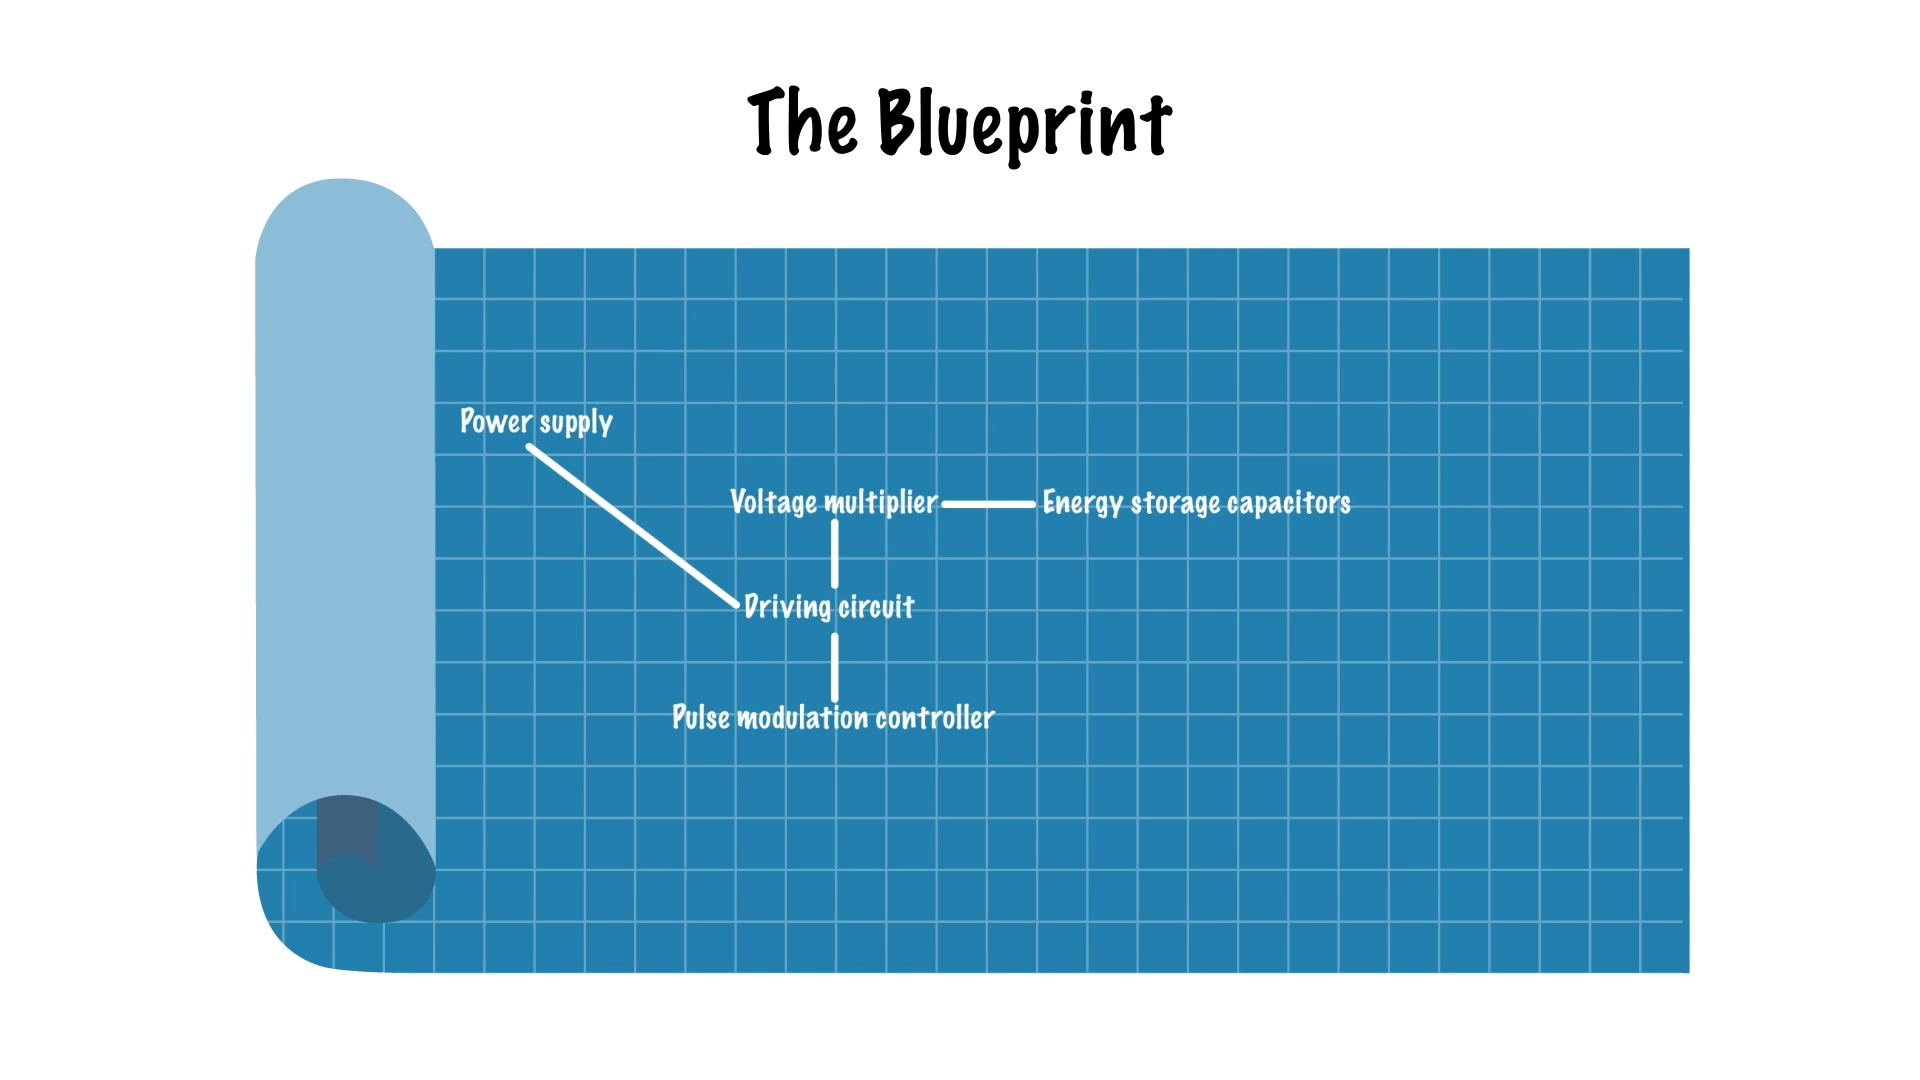 The Blueprint
Power supply
Voltage multiplier
Energy storage capacitors
Driving circuit
Pulse modulation controller